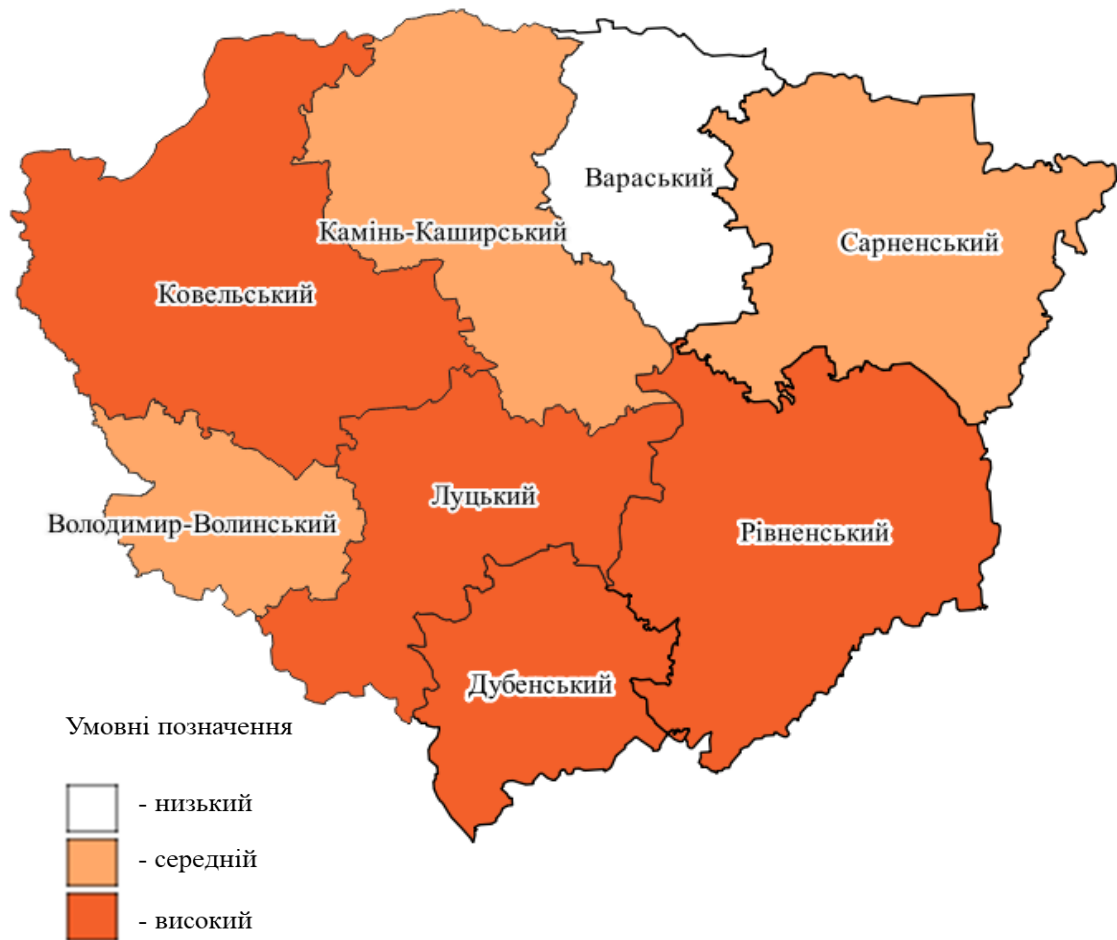 Вараський
Камінь-Каширський
Сарненський
Ковельський
Луцький
Володимир-Волинський
Рівненський
Дубенський
Умовні позначення
- низький
- середній
- високий